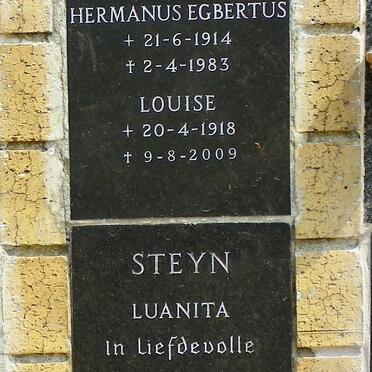 HERMANUS EGBERTUS
+ 21-6-1914
† 2-4-1983
LOUISE
+ 20-4-1918
† 9-8-2009
STEYN
LUANITA
In Liefdevolle